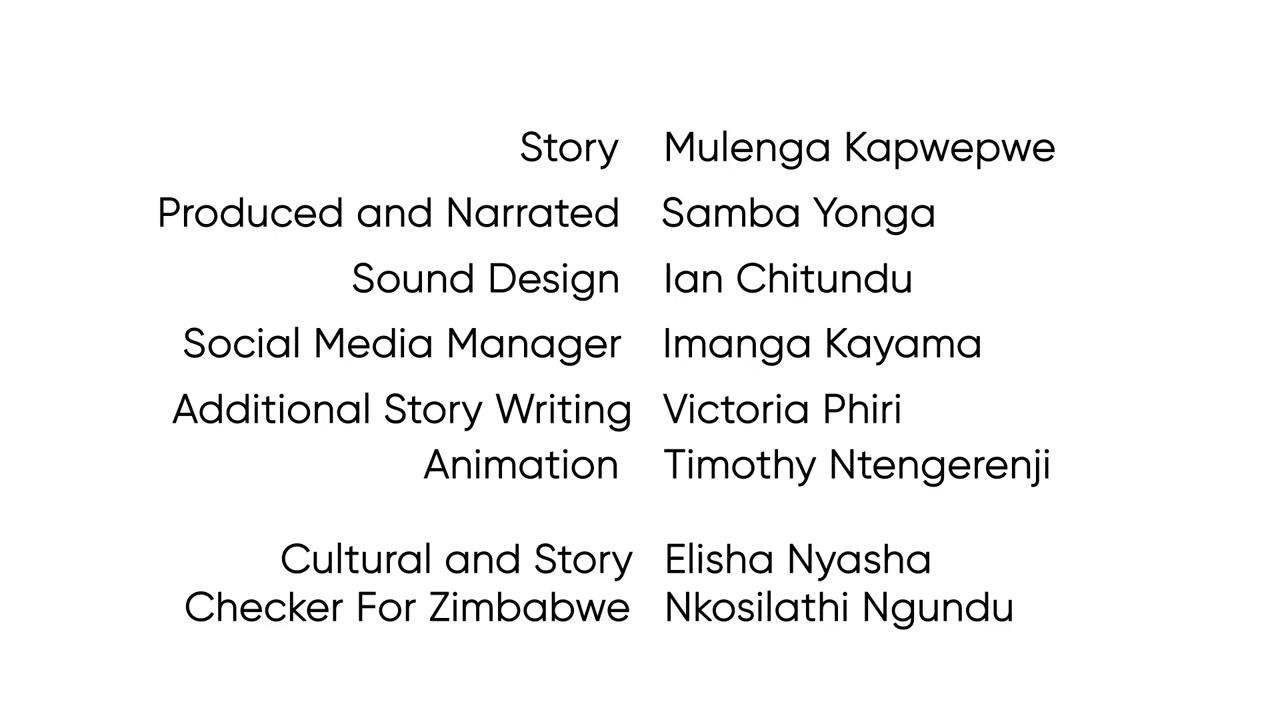 Story Mulenga Kapwepwe
Produced and Narrated Samba Yonga
Sound Design Ian Chitundu
Social Media Manager Imanga Kayama
Additional Story Writing Victoria Phiri
Animation Timothy Ntengerenji
Cultural and Story Elisha Nyasha
Checker For Zimbabwe Nkosilathi Ngundu